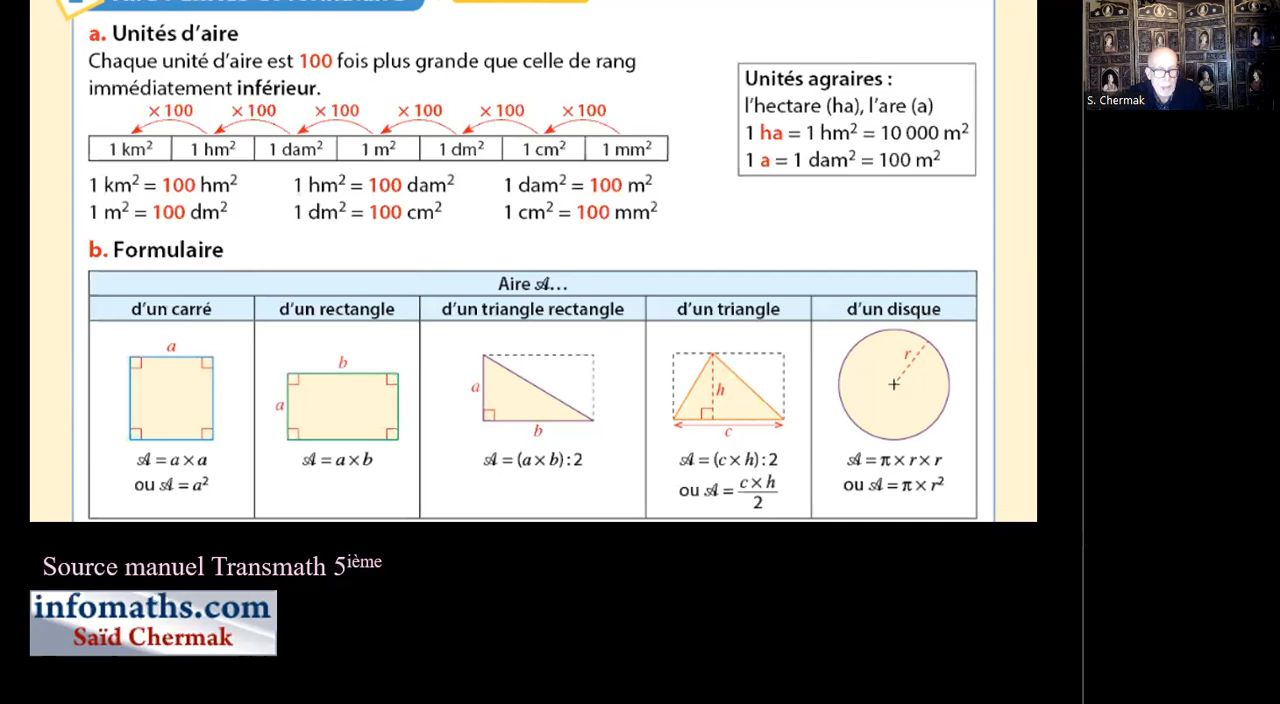 a. Unités d'aire
Chaque unité d'aire est 100 fois plus grande que celle de rang
immédiatement inférieur.
×100 ×100 ×100 ×100 ×100 ×100
1 km² 1 hm² 1 dam² 1 m² 1 dm² 1 cm² 1 mm²
1 km² = 100 hm² 1 hm² = 100 dam² 1 dam² = 100 m²
1 m² = 100 dm² 1 dm² = 100 cm² 1 cm² = 100 mm²
Unités agraires :
l'hectare (ha), l'are (a)
1 ha = 1 hm² = 10 000 m²
1 a = 1 dam² = 100 m²
S. Chermak
b. Formulaire
Aire 𝒜...
d'un carré d'un rectangle d'un triangle rectangle d'un triangle d'un disque
a
b
a
a
b
h
c
r
𝒜 = a × a
ou 𝒜 = a²
𝒜 = a × b
𝒜 = (a × b) : 2
𝒜 = (c × h) : 2
ou 𝒜 = c × h / 2
𝒜 = π × r × r
ou 𝒜 = π × r²
Source manuel Transmath 5ième
infomaths.com
Saïd Chermak